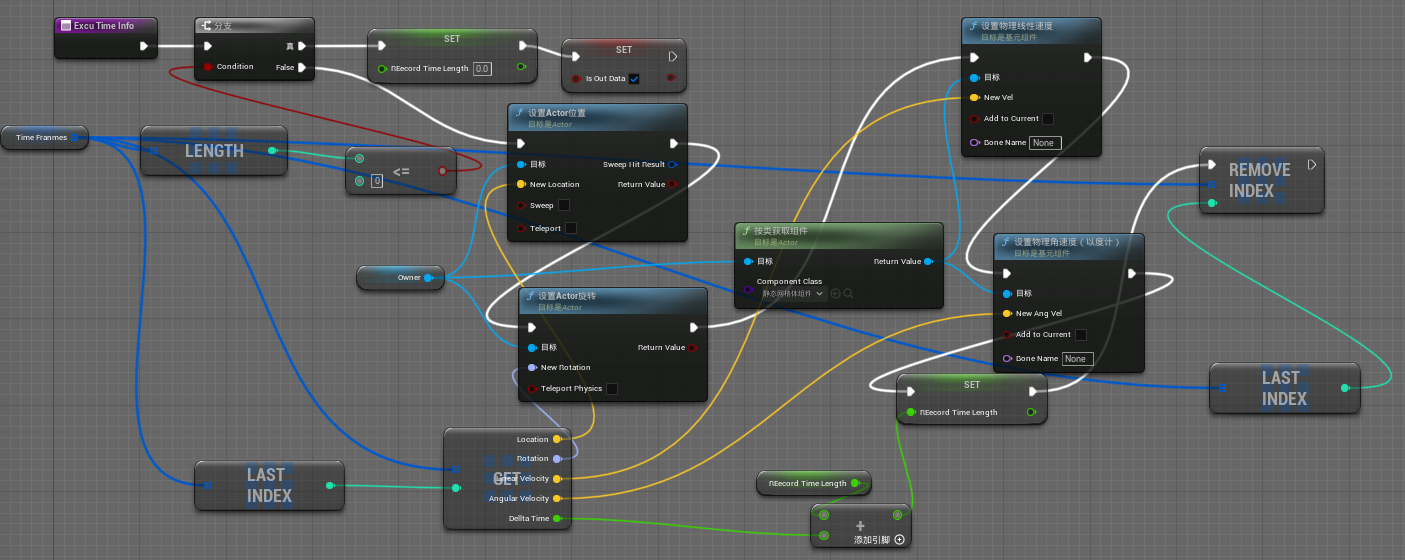 Excu Time Info
分支
真
Condition
False
SET
REecord Time Length
0.0
SET
Is Out Data
Time Franmes
LENGTH
0
<=
设置Actor位置
目标是Actor
目标
Sweep Hit Result
New Location
Return Value
Sweep
Teleport
Owner
设置Actor旋转
目标是Actor
目标
Return Value
New Rotation
Teleport Physics
按类获取组件
目标是Actor
目标
Return Value
Component Class
静态网格体组件
设置物理线性速度
目标是基元组件
目标
New Vel
Add to Current
Bone Name
None
设置物理角速度（以度计）
目标是基元组件
目标
New Ang Vel
Add to Current
Bone Name
None
REMOVE
INDEX
LAST
INDEX
SET
REecord Time Length
LAST
INDEX
GET
Location
Rotation
Linear Velocity
Angular Velocity
Dellta Time
REecord Time Length
+
添加引脚